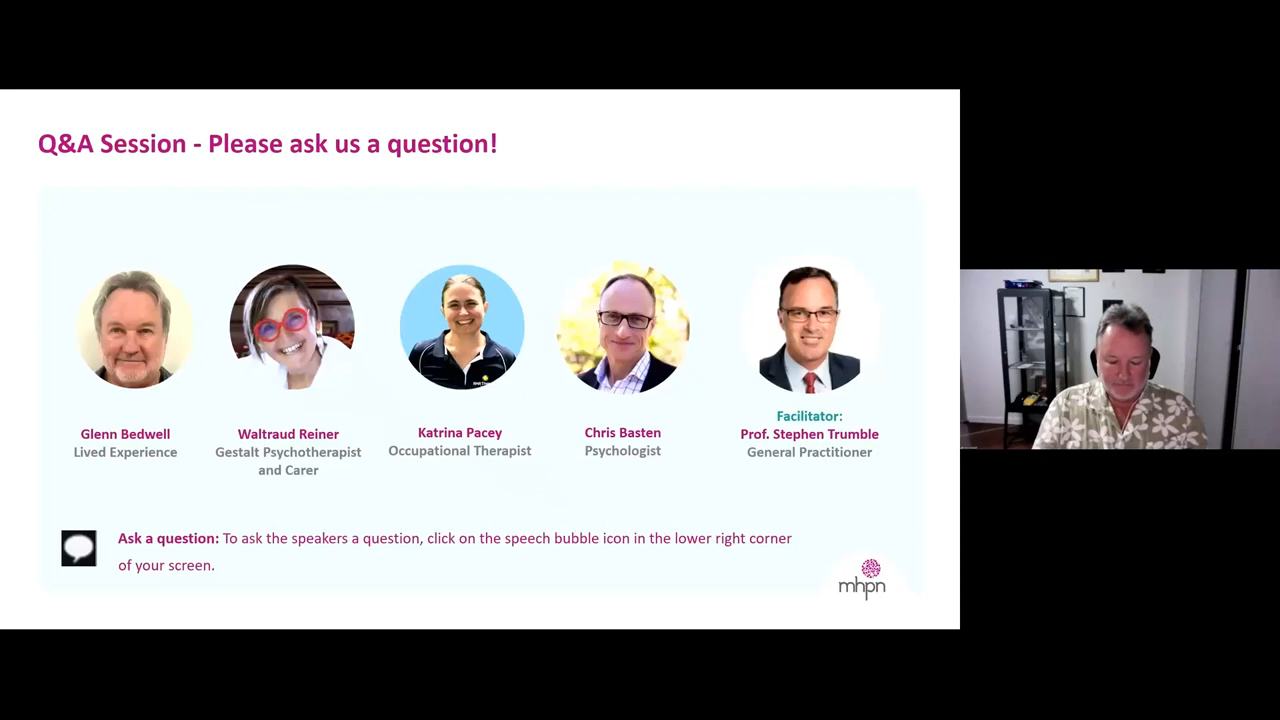 Q&A Session - Please ask us a question!
Glenn Bedwell
Lived Experience
Waltraud Reiner
Gestalt Psychotherapist
and Carer
Katrina Pacey
Occupational Therapist
Chris Basten
Psychologist
Facilitator:
Prof. Stephen Trumble
General Practitioner
Ask a question: To ask the speakers a question, click on the speech bubble icon in the lower right corner
of your screen.
mhpn